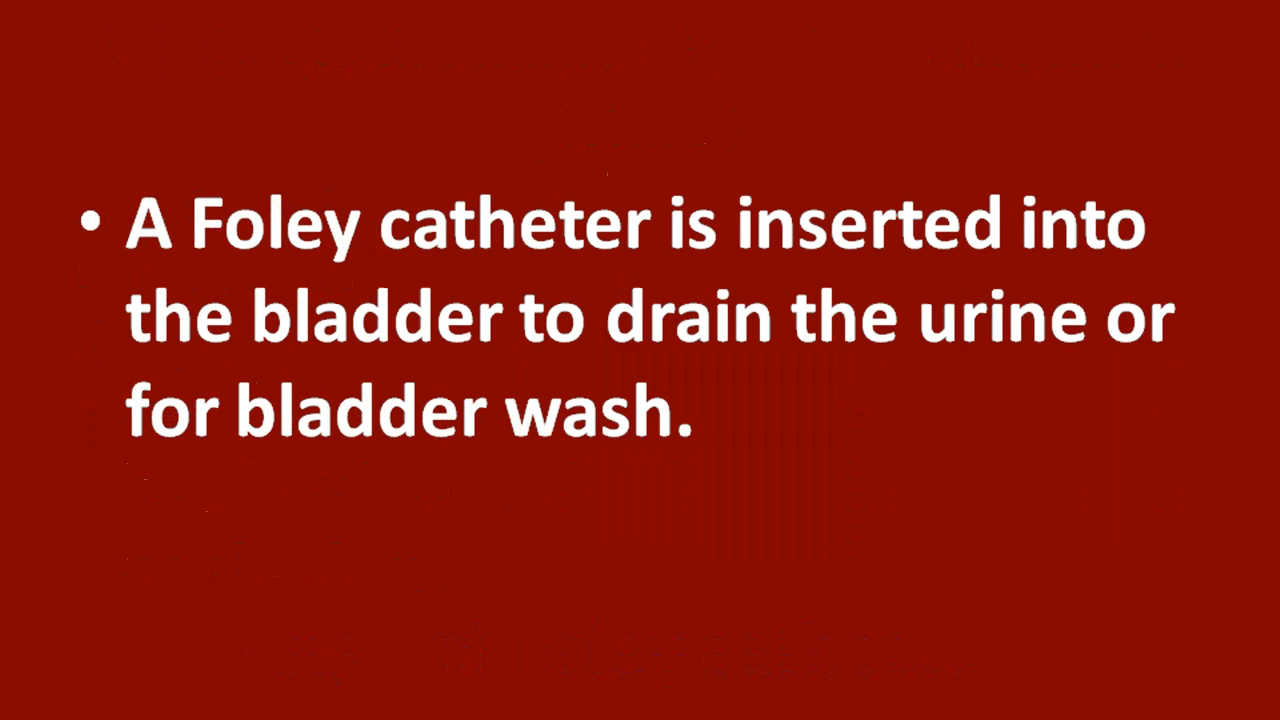 • A Foley catheter is inserted into
the bladder to drain the urine or
for bladder wash.